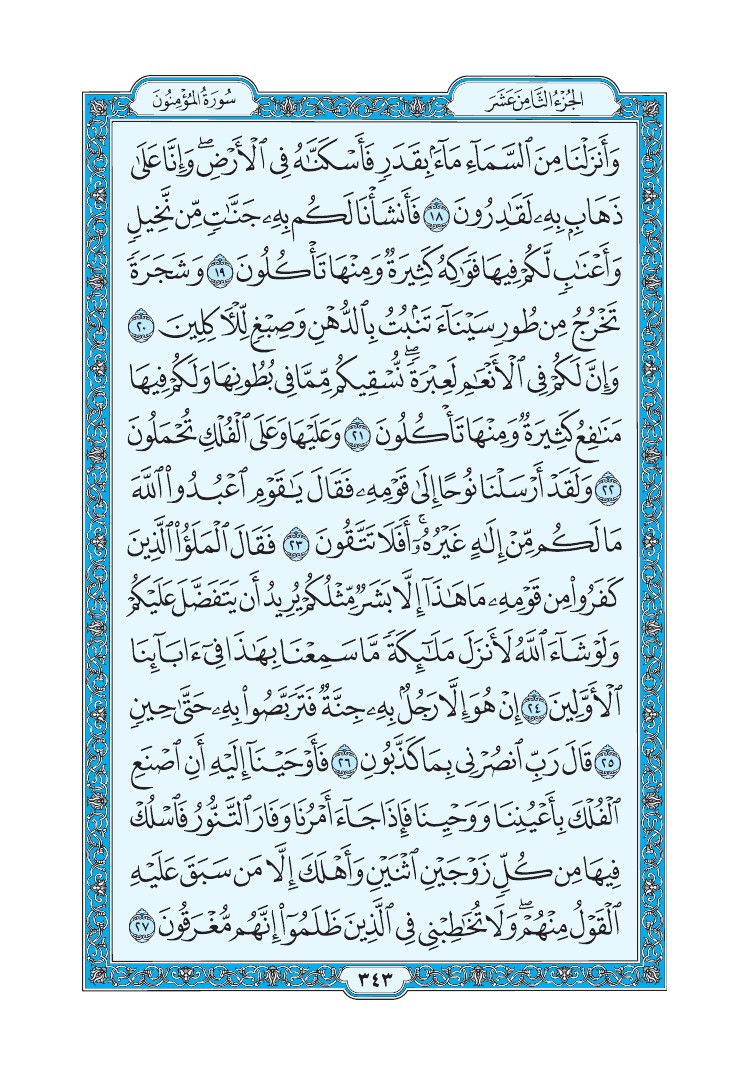 الجُزْءُ الثَّامِنَ عَشَرَ
سُورَةُ المُؤْمِنُونَ
وَأَنزَلْنَا مِنَ ٱلسَّمَآءِ مَآءَۢ بِقَدَرٖ فَأَسْكَنَّٰهُ فِي ٱلْأَرْضِۖ وَإِنَّا عَلَىٰ
ذَهَابِۭ بِهِۦ لَقَٰدِرُونَ ١٨ فَأَنشَأْنَا لَكُم بِهِۦ جَنَّٰتٖ مِّن نَّخِيلٖ
وَأَعْنَٰبٖ لَّكُمْ فِيهَا فَوَٰكِهُ كَثِيرَةٞ وَمِنْهَا تَأْكُلُونَ ١٩ وَشَجَرَةٗ
تَخْرُجُ مِن طُورِ سَيْنَآءَ تَنۢبُتُ بِٱلدُّهْنِ وَصِبْغٖ لِّلْأٓكِلِينَ ٢٠
وَإِنَّ لَكُمْ فِي ٱلْأَنْعَٰمِ لَعِبْرَةٗۖ نُّسْقِيكُم مِّمَّا فِي بُطُونِهَا وَلَكُمْ فِيهَا
مَنَٰفِعُ كَثِيرَةٞ وَمِنْهَا تَأْكُلُونَ ٢١ وَعَلَيْهَا وَعَلَى ٱلْفُلْكِ تُحْمَلُونَ
٢٢ وَلَقَدْ أَرْسَلْنَا نُوحًا إِلَىٰ قَوْمِهِۦ فَقَالَ يَٰقَوْمِ ٱعْبُدُوا۟ ٱللَّهَ
مَا لَكُم مِّنْ إِلَٰهٍ غَيْرُهُۥٓۚ أَفَلَا تَتَّقُونَ ٢٣ فَقَالَ ٱلْمَلَؤُا۟ ٱلَّذِينَ
كَفَرُوا۟ مِن قَوْمِهِۦ مَا هَٰذَآ إِلَّا بَشَرٞ مِّثْلُكُمْ يُرِيدُ أَن يَتَفَضَّلَ عَلَيْكُمْ
وَلَوْ شَآءَ ٱللَّهُ لَأَنزَلَ مَلَٰٓئِكَةٗ مَّا سَمِعْنَا بِهَٰذَا فِيٓ ءَابَآئِنَا
ٱلْأَوَّلِينَ ٢٤ إِنْ هُوَ إِلَّا رَجُلُۢ بِهِۦ جِنَّةٞ فَتَرَبَّصُوا۟ بِهِۦ حَتَّىٰ حِينٖ
٢٥ قَالَ رَبِّ ٱنصُرْنِي بِمَا كَذَّبُونِ ٢٦ فَأَوْحَيْنَآ إِلَيْهِ أَنِ ٱصْنَعِ
ٱلْفُلْكَ بِأَعْيُنِنَا وَوَحْيِنَا فَإِذَا جَآءَ أَمْرُنَا وَفَارَ ٱلتَّنُّورُ فَٱسْلُكْ
فِيهَا مِن كُلّٖ زَوْجَيْنِ ٱثْنَيْنِ وَأَهْلَكَ إِلَّا مَن سَبَقَ عَلَيْهِ
ٱلْقَوْلُ مِنْهُمْۖ وَلَا تُخَٰطِبْنِي فِي ٱلَّذِينَ ظَلَمُوٓا۟ إِنَّهُم مُّغْرَقُونَ ٢٧
٣٤٣